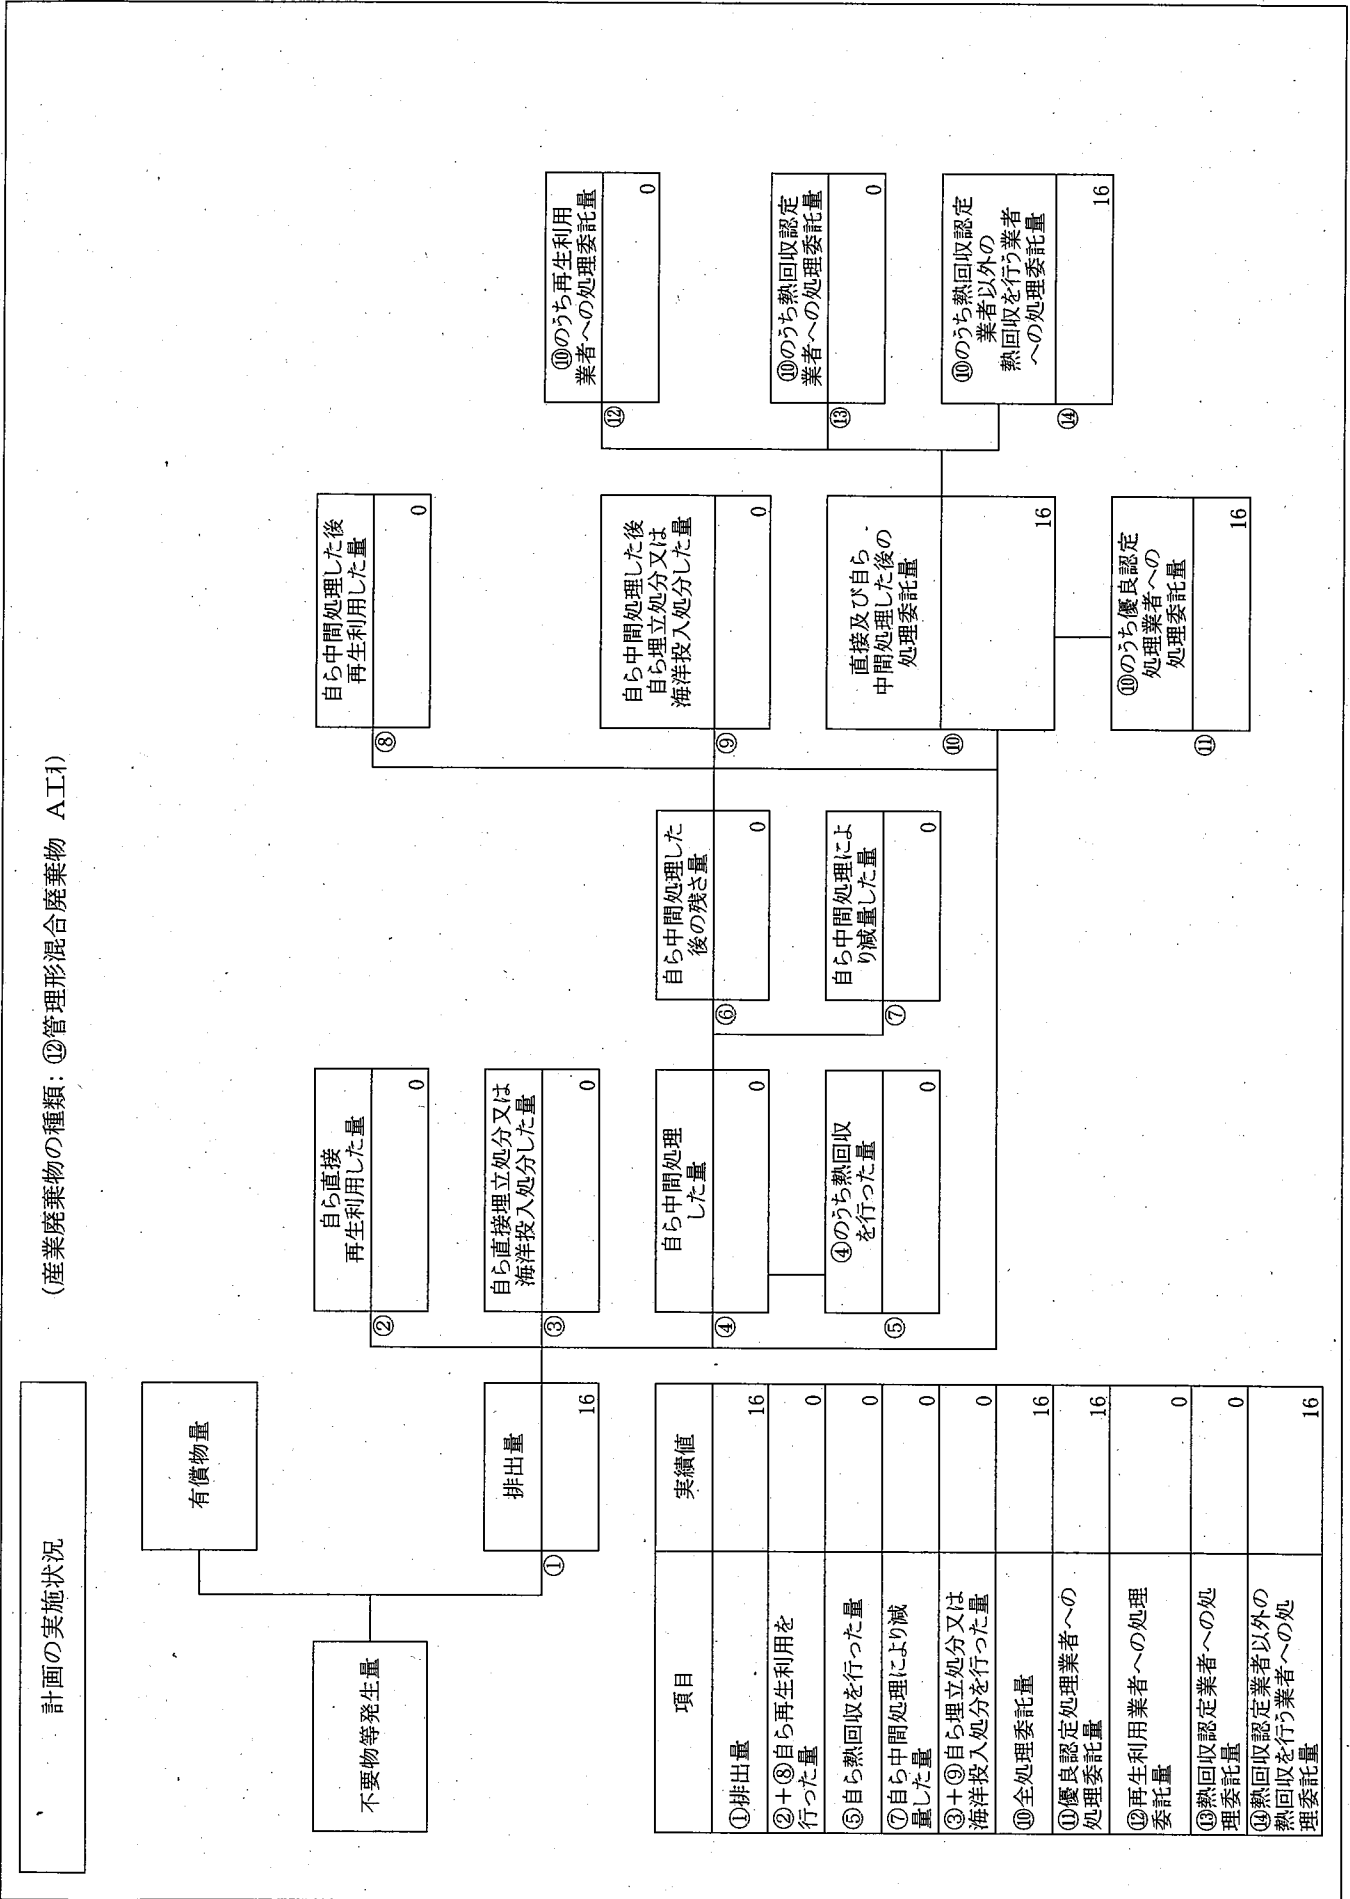 計画の実施状況
(産業廃棄物の種類：⑫管理形混合廃棄物 A工利)
不要物等発生量
有償物量
①
排出量
16
②
自ら直接
再生利用した量
0
③
自ら直接埋立処分又は
海洋投入処分した量
0
④
自ら中間処理
した量
0
⑤
④のうち熱回収
を行った量
0
⑥
自ら中間処理した
後の残さ量
0
⑦
自ら中間処理によ
り減量した量
0
⑧
自ら中間処理した後
再生利用した量
0
⑨
自ら中間処理した後
自ら埋立処分又は
海洋投入処分した量
0
⑩
直接及び自ら
中間処理した後の
処理委託量
16
⑪
⑩のうち優良認定
処理業者への
処理委託量
16
⑫
⑩のうち再生利用
業者への処理委託量
0
⑬
⑩のうち熱回収認定
業者への処理委託量
0
⑭
⑩のうち熱回収認定
業者以外の
熱回収を行う業者
への処理委託量
16
項目 実績値
①排出量 16
②+⑧自ら再生利用を
行った量 0
⑤自ら熱回収を行った量 0
⑦自ら中間処理により減
量した量 0
③+⑨自ら埋立処分又は
海洋投入処分を行った量 0
⑩全処理委託量 16
⑪優良認定処理業者への
処理委託量 16
⑫再生利用業者への処理
委託量 0
⑬熱回収認定業者への処
理委託量 0
⑭熱回収認定業者以外の
熱回収を行う業者への処
理委託量 16